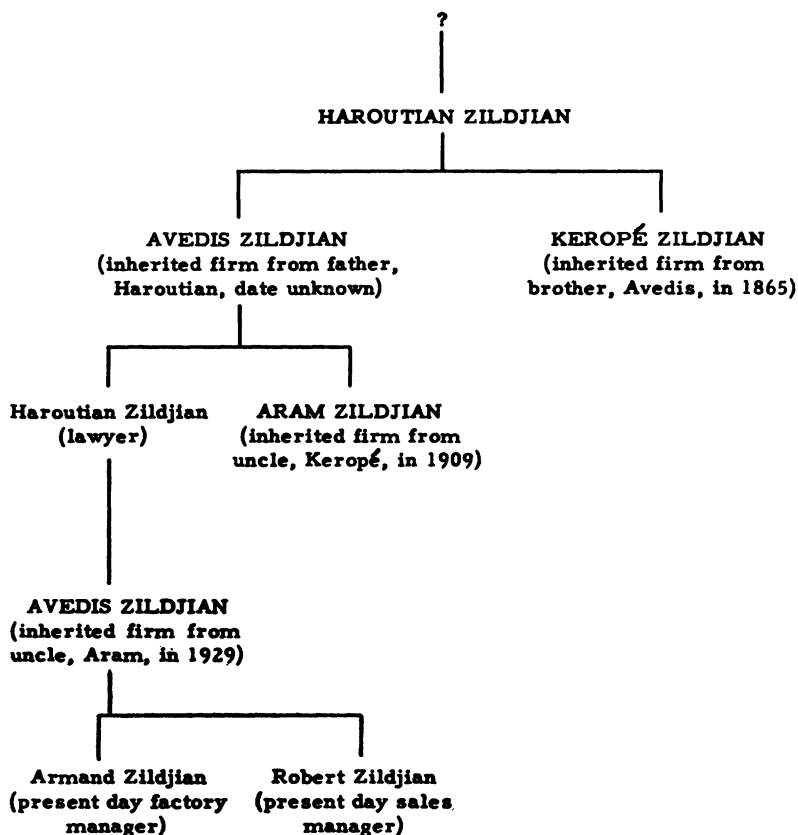 ?
HAROUTIAN ZILDJIAN
AVEDIS ZILDJIAN
(inherited firm from father,
Haroutian, date unknown)
KEROPÉ ZILDJIAN
(inherited firm from
brother, Avedis, in 1865)
Haroutian Zildjian
(lawyer)
ARAM ZILDJIAN
(inherited firm from
uncle, Keropé, in 1909)
AVEDIS ZILDJIAN
(inherited firm from
uncle, Aram, in 1929)
Armand Zildjian
(present day factory
manager)
Robert Zildjian
(present day sales
manager)